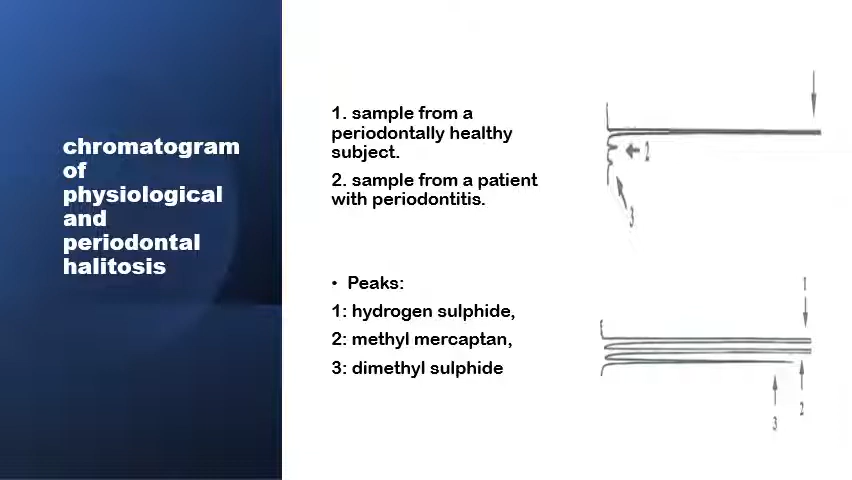 chromatogram
of
physiological
and
periodontal
halitosis
1. sample from a
periodontally healthy
subject.
2. sample from a patient
with periodontitis.
• Peaks:
1: hydrogen sulphide,
2: methyl mercaptan,
3: dimethyl sulphide
2
3
1
2
3